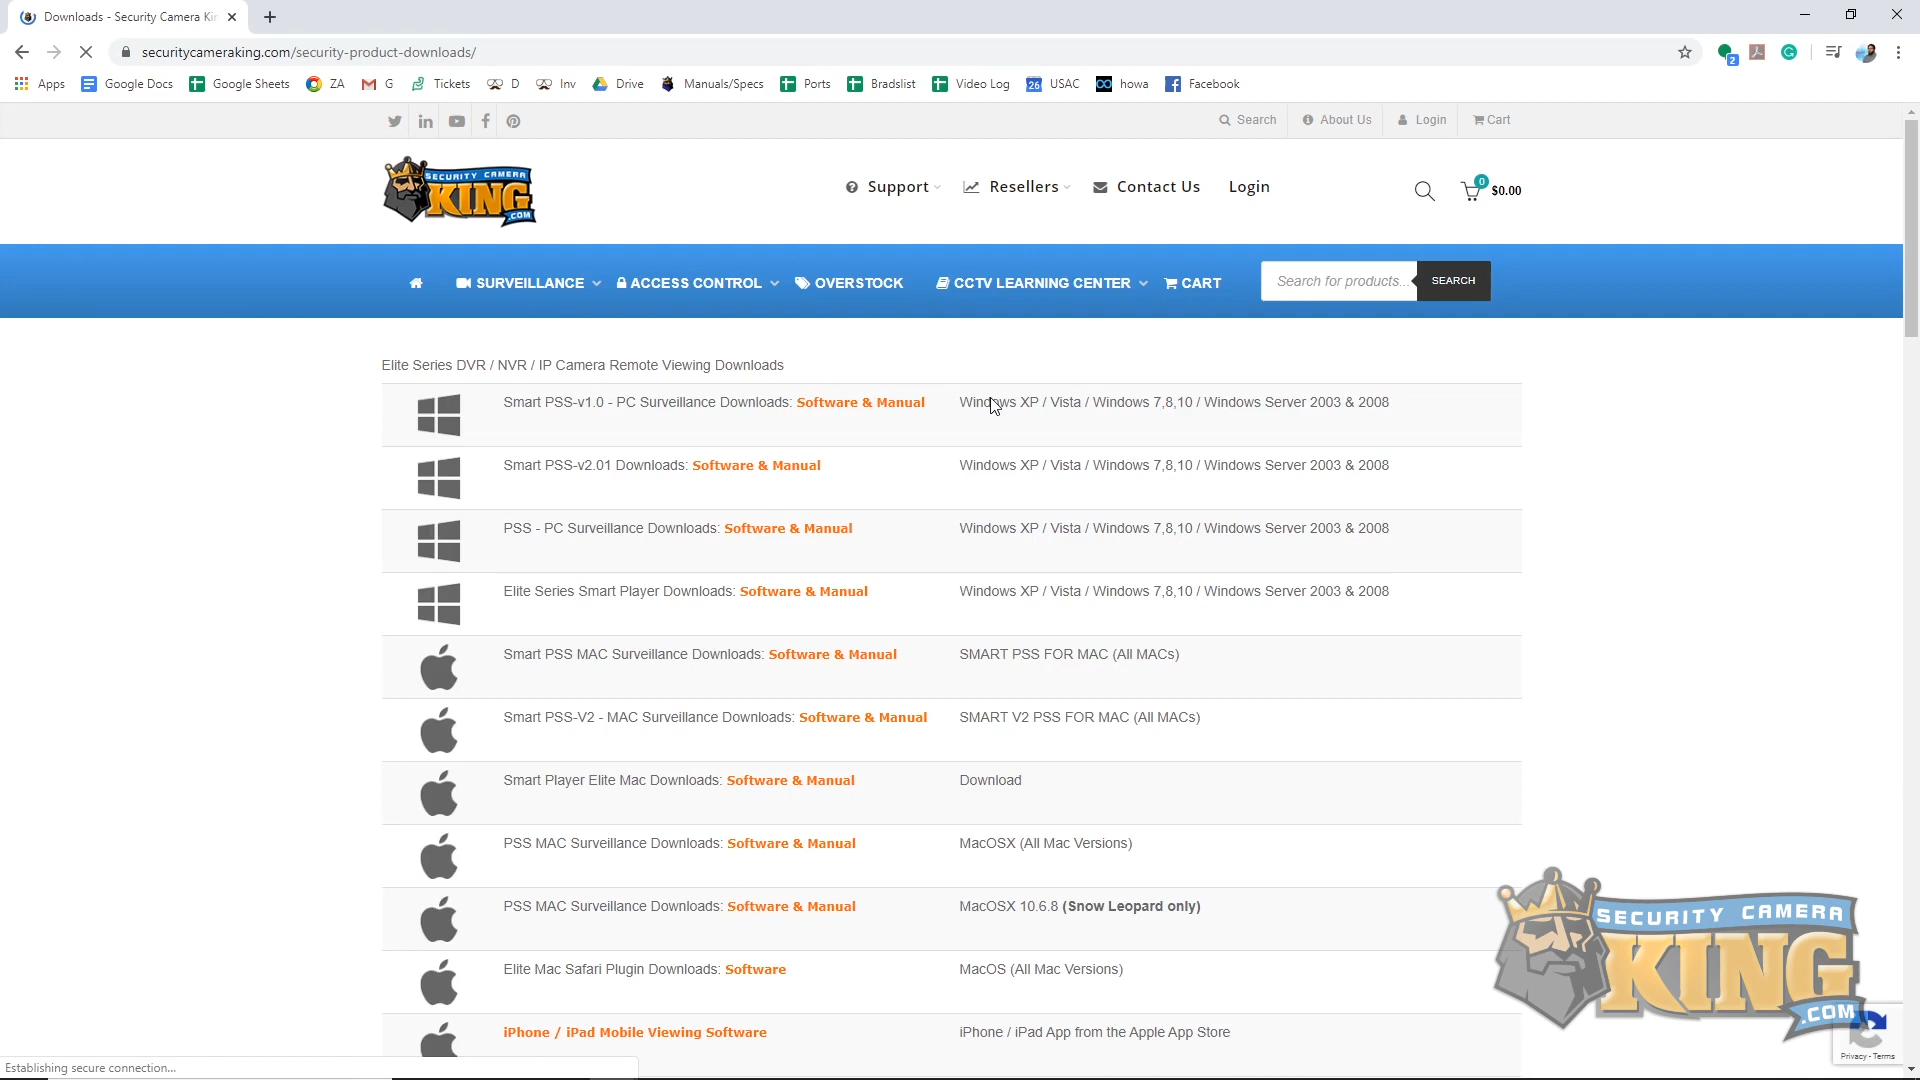 Downloads - Security Camera Kin
securitycameraking.com/security-product-downloads/
2
Apps Google Docs Google Sheets ZA G Tickets D Inv Drive Manuals/Specs Ports Bradslist Video Log 26 USAC howa Facebook
Search About Us Login Cart
SECURITY CAMERA
KING
.COM
Support Resellers Contact Us Login
0 $0.00
SURVEILLANCE ACCESS CONTROL OVERSTOCK CCTV LEARNING CENTER CART Search for products... SEARCH
Elite Series DVR / NVR / IP Camera Remote Viewing Downloads
Smart PSS-v1.0 - PC Surveillance Downloads: Software & Manual Windows XP / Vista / Windows 7,8,10 / Windows Server 2003 & 2008
Smart PSS-v2.01 Downloads: Software & Manual Windows XP / Vista / Windows 7,8,10 / Windows Server 2003 & 2008
PSS - PC Surveillance Downloads: Software & Manual Windows XP / Vista / Windows 7,8,10 / Windows Server 2003 & 2008
Elite Series Smart Player Downloads: Software & Manual Windows XP / Vista / Windows 7,8,10 / Windows Server 2003 & 2008
Smart PSS MAC Surveillance Downloads: Software & Manual SMART PSS FOR MAC (All MACs)
Smart PSS-V2 - MAC Surveillance Downloads: Software & Manual SMART V2 PSS FOR MAC (All MACs)
Smart Player Elite Mac Downloads: Software & Manual Download
PSS MAC Surveillance Downloads: Software & Manual MacOSX (All Mac Versions)
PSS MAC Surveillance Downloads: Software & Manual MacOSX 10.6.8 (Snow Leopard only)
Elite Mac Safari Plugin Downloads: Software MacOS (All Mac Versions)
iPhone / iPad Mobile Viewing Software iPhone / iPad App from the Apple App Store
SECURITY CAMERA
KING
.COM
Privacy - Terms
Establishing secure connection...